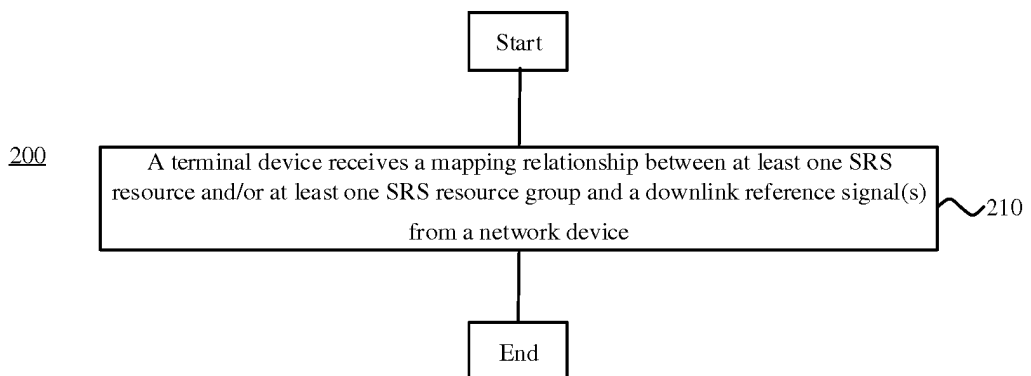 Start
200
A terminal device receives a mapping relationship between at least one SRS
resource and/or at least one SRS resource group and a downlink reference signal(s)
from a network device
210
End